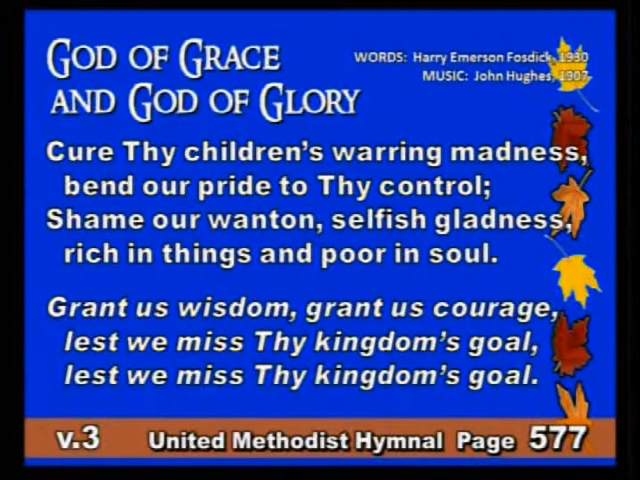 GOD OF GRACE
AND GOD OF GLORY
WORDS: Harry Emerson Fosdick, 1930
MUSIC: John Hughes, 1907
Cure Thy children's warring madness,
bend our pride to Thy control;
Shame our wanton, selfish gladness,
rich in things and poor in soul.
Grant us wisdom, grant us courage,
lest we miss Thy kingdom's goal,
lest we miss Thy kingdom's goal.
v.3 United Methodist Hymnal Page 577